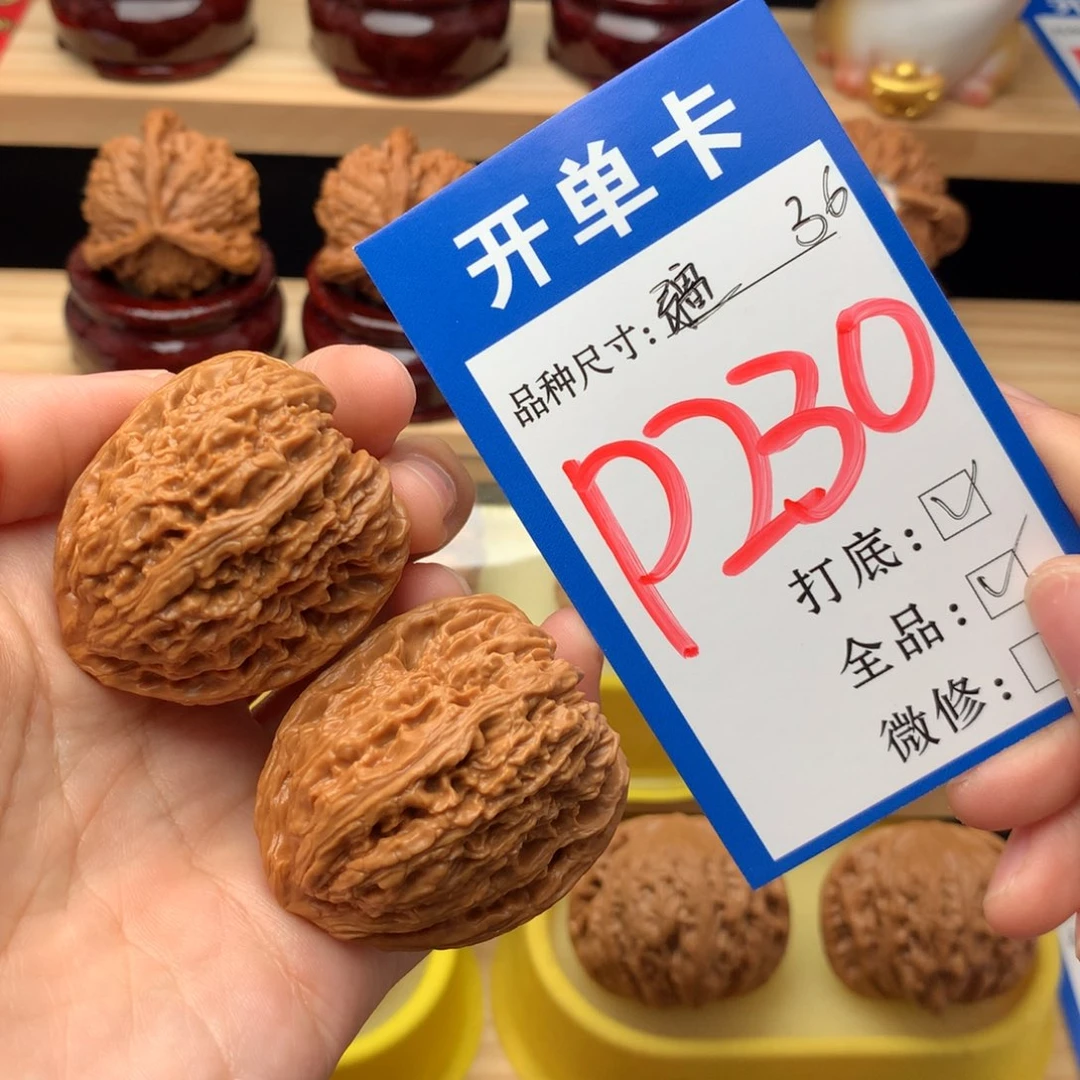 开单卡
品种尺寸: 36
P230
打底: ☑
全品: ☑
微修: □